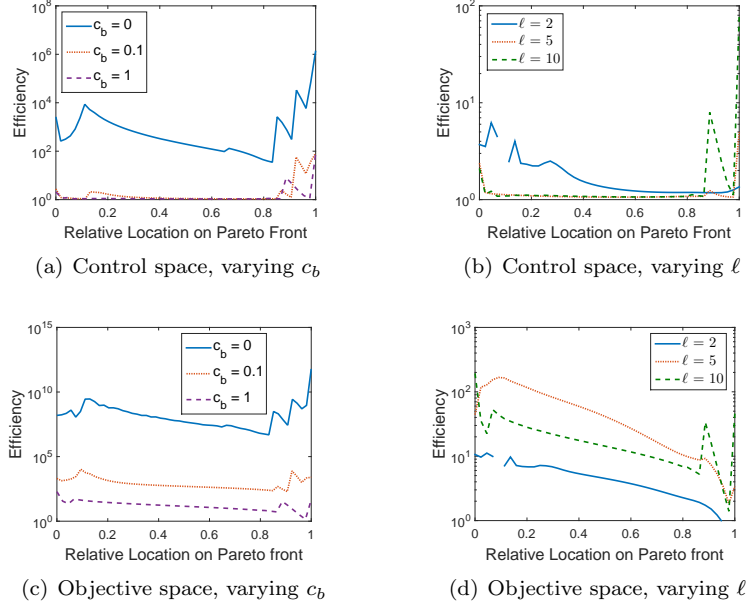 10^8
10^6
10^4
10^2
10^0
Efficiency
c_b = 0
c_b = 0.1
c_b = 1
0 0.2 0.4 0.6 0.8 1
Relative Location on Pareto Front
(a) Control space, varying c_b
10^2
10^1
10^0
Efficiency
ℓ = 2
ℓ = 5
ℓ = 10
0 0.2 0.4 0.6 0.8 1
Relative Location on Pareto Front
(b) Control space, varying ℓ
10^15
10^10
10^5
10^0
Efficiency
c_b = 0
c_b = 0.1
c_b = 1
0 0.2 0.4 0.6 0.8 1
Relative Location on Pareto front
(c) Objective space, varying c_b
10^3
10^2
10^1
10^0
Efficiency
ℓ = 2
ℓ = 5
ℓ = 10
0 0.2 0.4 0.6 0.8 1
Relative Location on Pareto front
(d) Objective space, varying ℓ